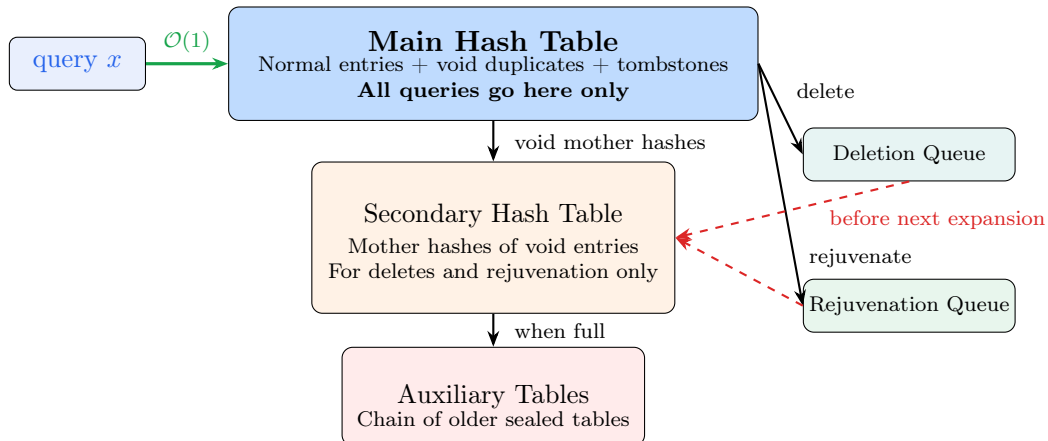 query x
O(1)
Main Hash Table
Normal entries + void duplicates + tombstones
All queries go here only
delete
void mother hashes
Deletion Queue
Secondary Hash Table
Mother hashes of void entries
For deletes and rejuvenation only
before next expansion
rejuvenate
Rejuvenation Queue
when full
Auxiliary Tables
Chain of older sealed tables